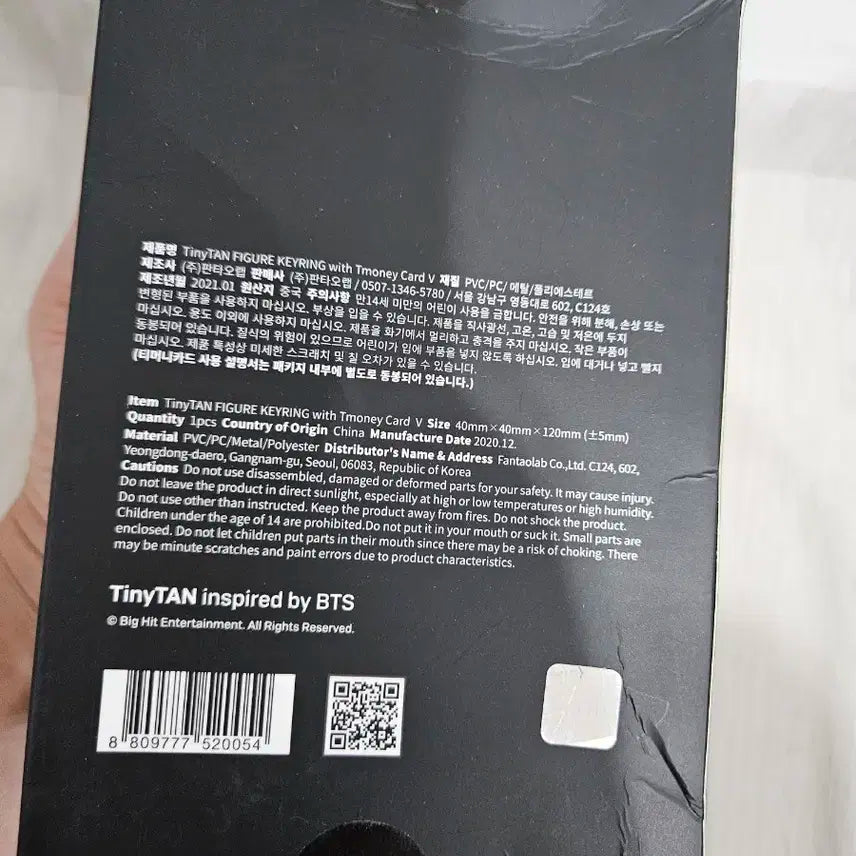 제품명 TinyTAN FIGURE KEYRING with Tmoney Card V 재질 PVC/PC/ 메탈/폴리에스테르
제조사 (주)판타오랩 판매사 (주)판타오랩 / 0507-1346-5780 / 서울 강남구 영동대로 602, C124호
제조년월 2021.01 원산지 중국 주의사항 만14세 미만의 어린이 사용을 금합니다. 안전을 위해 분해, 손상 또는
변형된 부품을 사용하지 마십시오. 부상을 입을 수 있습니다. 제품을 직사광선, 고온, 고습 및 저온에 두지
마십시오. 용도 이외에 사용하지 마십시오. 제품을 화기에서 멀리하고 충격을 주지 마십시오. 작은 부품이
동봉되어 있습니다. 질식의 위험이 있으므로 어린이가 입에 부품을 넣지 않도록 하십시오. 입에 대거나 넣고 빨지
마십시오. 제품 특성상 미세한 스크래치 및 칠 오차가 있을 수 있습니다.
(티머니카드 사용 설명서는 패키지 내부에 별도로 동봉되어 있습니다.)
Item TinyTAN FIGURE KEYRING with Tmoney Card V Size 40mm×40mm×120mm (±5mm)
Quantity 1pcs Country of Origin China Manufacture Date 2020.12.
Material PVC/PC/Metal/Polyester Distributor's Name & Address Fantaolab Co.,Ltd. C124, 602,
Yeongdong-daero, Gangnam-gu, Seoul, 06083, Republic of Korea
Cautions Do not use disassembled, damaged or deformed parts for your safety. It may cause injury.
Do not leave the product in direct sunlight, especially at high or low temperatures or high humidity.
Do not use other than instructed. Keep the product away from fires. Do not shock the product.
Children under the age of 14 are prohibited.Do not put it in your mouth or suck it. Small parts are
enclosed. Do not let children put parts in their mouth since there may be a risk of choking. There
may be minute scratches and paint errors due to product characteristics.
TinyTAN inspired by BTS
© Big Hit Entertainment. All Rights Reserved.
8 809777 520054